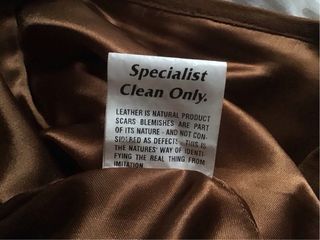 Specialist
Clean Only.
LEATHER IS NATURAL PRODUCT
SCARS BLEMISHES ARE PART
OF ITS NATURE - AND NOT CON-
SIDERED AS DEFECTS. THIS IS
THE NATURES' WAY OF IDENTI-
FYING THE REAL THING FROM
IMITATION.